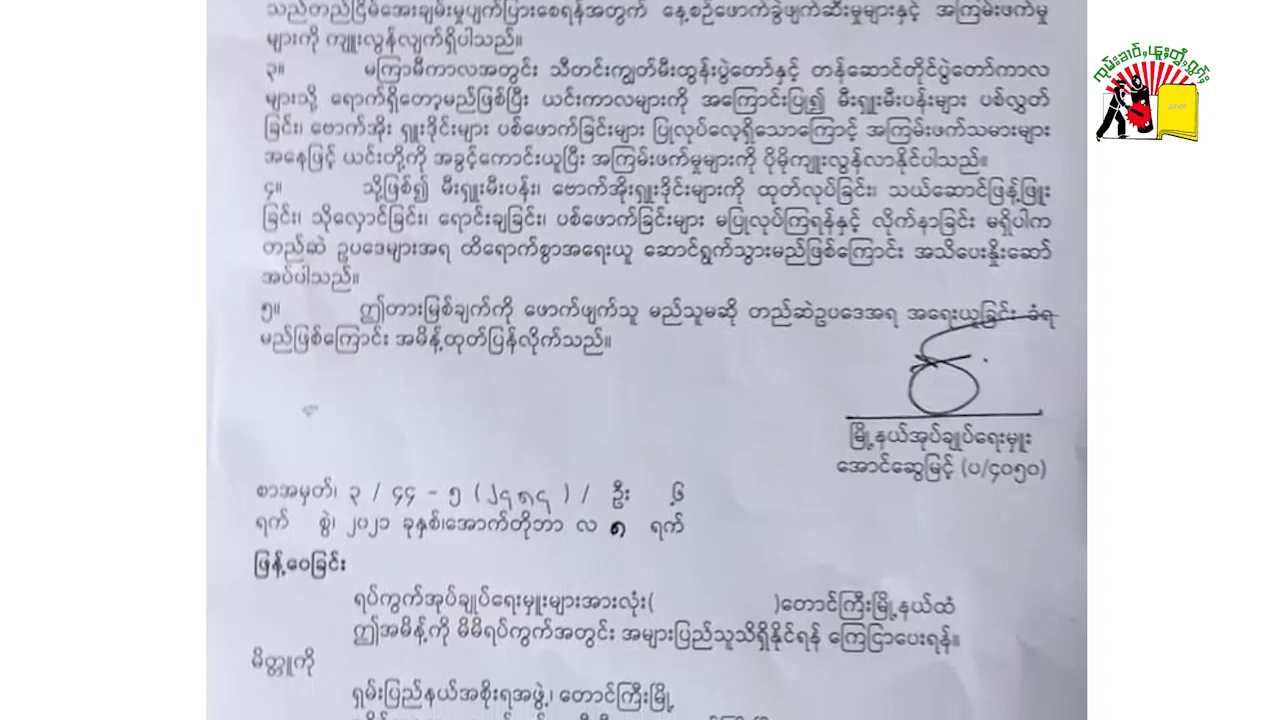 သည်တည်ငြိမ်အေးချမ်းမှုပျက်ပြားစေရန်အတွက် နေ့စဉ်ဖောက်ခွဲဖျက်ဆီးမှုများနှင့် အကြမ်းဖက်မှု
များကို ကျူးလွန်လျက်ရှိပါသည်။
၃။ မကြာမီကာလအတွင်း သီတင်းကျွတ်မီးထွန်းပွဲတော်နှင့် တန်ဆောင်တိုင်ပွဲတော်ကာလ
များသို့ ရောက်ရှိတော့မည်ဖြစ်ပြီး ယင်းကာလများကို အကြောင်းပြု၍ မီးရှူးမီးပန်းများ ပစ်လွှတ်
ခြင်း၊ ဗောက်အိုး ရှူးဒိုင်းများ ပစ်ဖောက်ခြင်းများ ပြုလုပ်လေ့ရှိသောကြောင့် အကြမ်းဖက်သမားများ
အနေဖြင့် ယင်းတို့ကို အခွင့်ကောင်းယူပြီး အကြမ်းဖက်မှုများကို ပိုမိုကျူးလွန်လာနိုင်ပါသည်။
၄။ သို့ဖြစ်၍ မီးရှူးမီးပန်း၊ ဗောက်အိုးရှူးဒိုင်းများကို ထုတ်လုပ်ခြင်း၊ သယ်ဆောင်ဖြန့်ဖြူး
ခြင်း၊ သိုလှောင်ခြင်း၊ ရောင်းချခြင်း၊ ပစ်ဖောက်ခြင်းများ မပြုလုပ်ကြရန်နှင့် လိုက်နာခြင်း မရှိပါက
တည်ဆဲ ဥပဒေများအရ ထိရောက်စွာအရေးယူ ဆောင်ရွက်သွားမည်ဖြစ်ကြောင်း အသိပေးနှိုးဆော်
အပ်ပါသည်။
၅။ ဤတားမြစ်ချက်ကို ဖောက်ဖျက်သူ မည်သူမဆို တည်ဆဲဥပဒေအရ အရေးယူခြင်း ခံရ
မည်ဖြစ်ကြောင်း အမိန့်ထုတ်ပြန်လိုက်သည်။
မြို့နယ်အုပ်ချုပ်ရေးမှူး
အောင်ဆွေမြင့် (ပ/၄၀၅၀)
စာအမှတ်၊ ၃ / ၄၄ - ၅ ( ) / ဦး ၆
ရက် စွဲ၊ ၂၀၂၁ ခုနှစ်၊အောက်တိုဘာ လ ၈ ရက်
ဖြန့်ဝေခြင်း
ရပ်ကွက်အုပ်ချုပ်ရေးမှူးများအားလုံး( )တောင်ကြီးမြို့နယ်ထံ
ဤအမိန့်ကို မိမိရပ်ကွက်အတွင်း အများပြည်သူသိရှိနိုင်ရန် ကြေငြာပေးရန်။
မိတ္တူကို
ရှမ်းပြည်နယ်အစိုးရအဖွဲ့၊ တောင်ကြီးမြို့